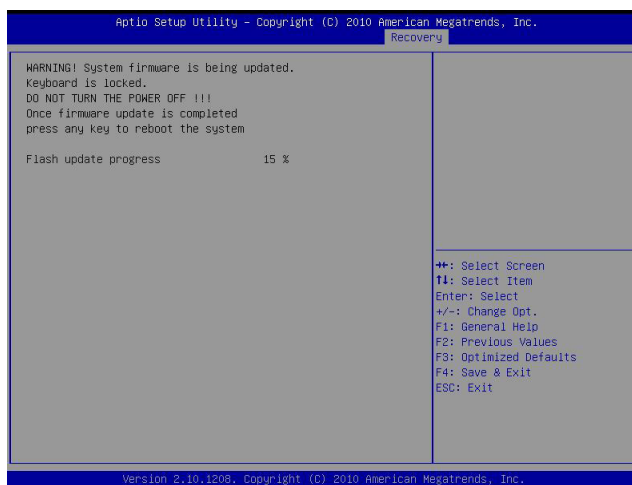 Aptio Setup Utility – Copyright (C) 2010 American Megatrends, Inc.
Recovery
WARNING! System firmware is being updated.
Keyboard is locked.
DO NOT TURN THE POWER OFF !!!
Once firmware update is completed
press any key to reboot the system
Flash update progress 15 %
→←: Select Screen
↑↓: Select Item
Enter: Select
+/-: Change Opt.
F1: General Help
F2: Previous Values
F3: Optimized Defaults
F4: Save & Exit
ESC: Exit
Version 2.10.1208. Copyright (C) 2010 American Megatrends, Inc.